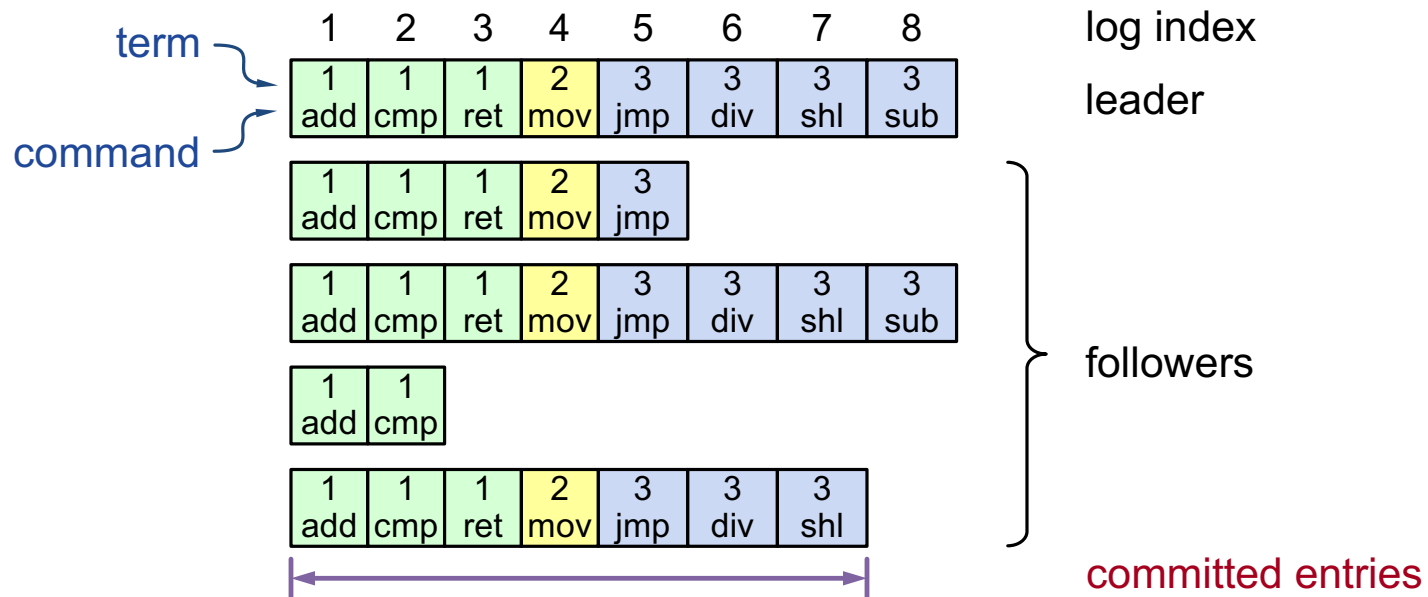 1 2 3 4 5 6 7 8 log index
term
1 1 1 2 3 3 3 3
add cmp ret mov jmp div shl sub
leader
command
1 1 1 2 3
add cmp ret mov jmp
1 1 1 2 3 3 3 3
add cmp ret mov jmp div shl sub
followers
1 1
add cmp
1 1 1 2 3 3 3
add cmp ret mov jmp div shl
committed entries